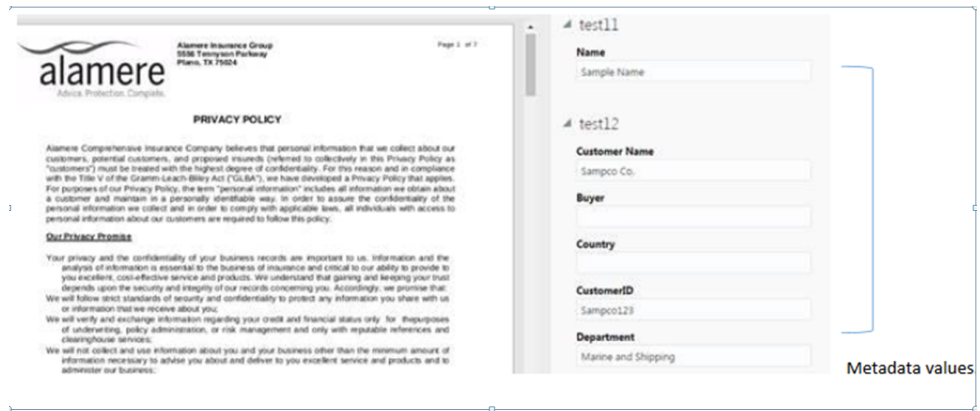 alamere
Advice. Protection. Complete.
Alamere Insurance Group
5556 Tennyson Parkway
Plano, TX 75024
Page 1 of 7
PRIVACY POLICY
Alamere Comprehensive Insurance Company believes that personal information that we collect about our
customers, potential customers, and proposed insureds (referred to collectively in this Privacy Policy as
"customers") must be treated with the highest degree of confidentiality. For this reason and in compliance
with the Title V of the Gramm-Leach-Bliley Act ("GLBA"), we have developed a Privacy Policy that applies.
For purposes of our Privacy Policy, the term "personal information" includes all information we obtain about
a customer and maintain in a personally identifiable way. In order to assure the confidentiality of the
personal information we collect and in order to comply with applicable laws, all individuals with access to
personal information about our customers are required to follow this policy.
Our Privacy Promise
Your privacy and the confidentiality of your business records are important to us. Information and the
analysis of information is essential to the business of insurance and critical to our ability to provide to
you excellent, cost-effective service and products. We understand that gaining and keeping your trust
depends upon the security and integrity of our records concerning you. Accordingly, we promise that:
We will follow strict standards of security and confidentiality to protect any information you share with us
or information that we receive about you;
We will verify and exchange information regarding your credit and financial status only for thepurposes
of underwriting, policy administration, or risk management and only with reputable references and
clearinghouse services;
We will not collect and use information about you and your business other than the minimum amount of
information necessary to advise you about and deliver to you excellent service and products and to
administer our business;
test11
Name
Sample Name
test12
Customer Name
Sampco Co.
Buyer
Country
CustomerID
Sampco123
Department
Marine and Shipping
Metadata values